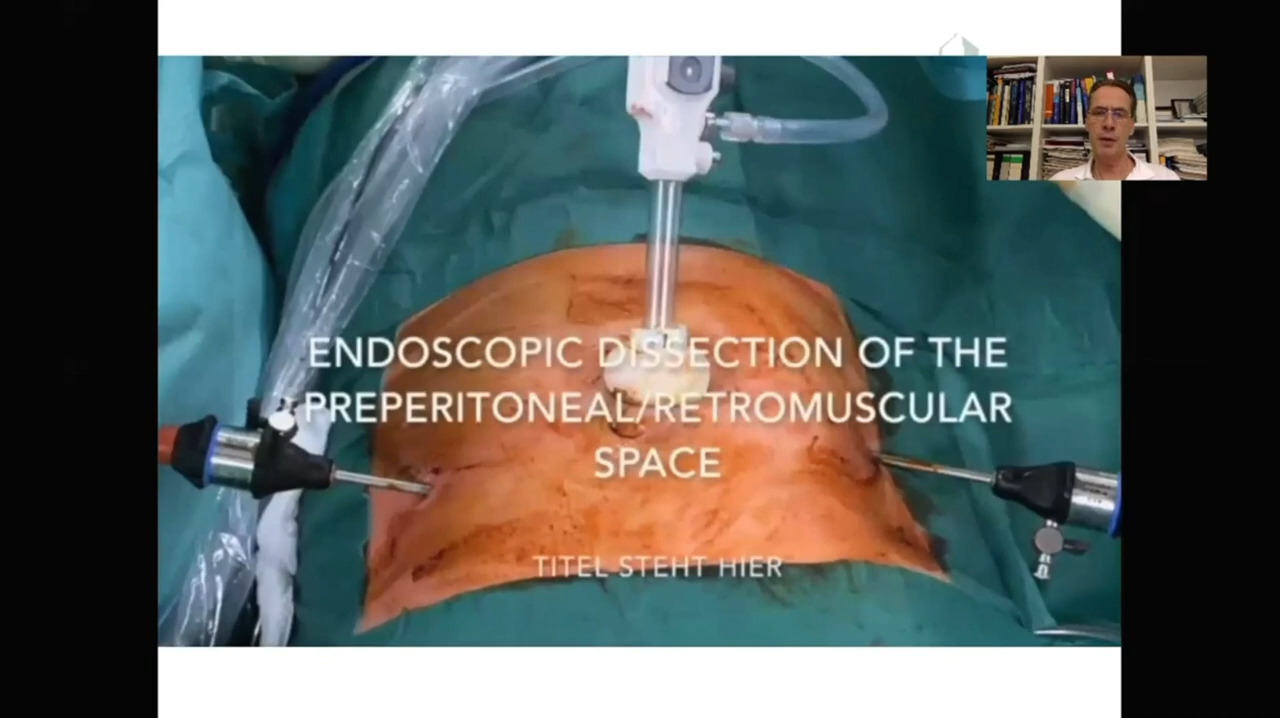 ENDOSCOPIC DISSECTION OF THE
PREPERITONEAL/RETROMUSCULAR
SPACE
TITEL STEHT HIER